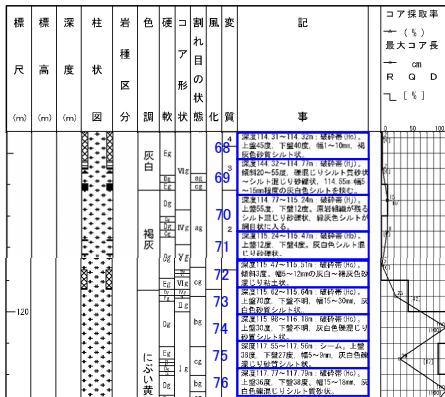 標尺
(m)
標高
(m)
深度
(m)
柱状図
岩種区分
色調
硬軟
コア形状
割れ目の状態
風化
変質
記事
コア採取率
(%)
最大コア長
cm
R Q D
[%]
灰白
褐灰
にぶい黄
120
68
深度114.31~114.32m:破砕帯(Hc)。
上盤45度、下盤40度、幅1~10mm、褐
灰色砂質シルト状。
69
深度114.32~114.77m:破砕帯(Hj)。
傾斜20~55度、礫混じりシルト質砂状
~シルト混じり砂礫状、114.55m幅5
~15mm程度の灰白色シルトを挟む。
70
深度114.77~115.24m:破砕帯(Hj)。
上盤55度、下盤12度、原岩組織が残る
シルト混じり砂礫状、緑灰色シルトが
網目状に入る。
71
深度115.24~115.47m:破砕帯(Hc)。
上盤12度、下盤4度、灰白色シルト混
じり砂礫状。
72
深度115.47~115.51m:破砕帯(Hc)。
傾斜3度、幅5~12mmの灰白~褐灰色砂
混じり粘土状。
73
深度115.62~115.64m:破砕帯(Hc)。
上盤70度、下盤不明、幅15~30mm、灰
白色砂質シルト状。
74
深度115.98~116.18m:破砕帯(Hc)。
上盤30度、下盤不明、灰白色礫混じり
砂質シルト状。
75
深度117.55~117.56m:シーム。上盤
38度、下盤27度、幅5~9mm、灰白色礫
混じり砂質シルト状。
76
深度117.77~117.79m:破砕帯(Hc)。
上盤36度、下盤38度、幅15~18mm、灰
白色礫混じりシルト質砂状。